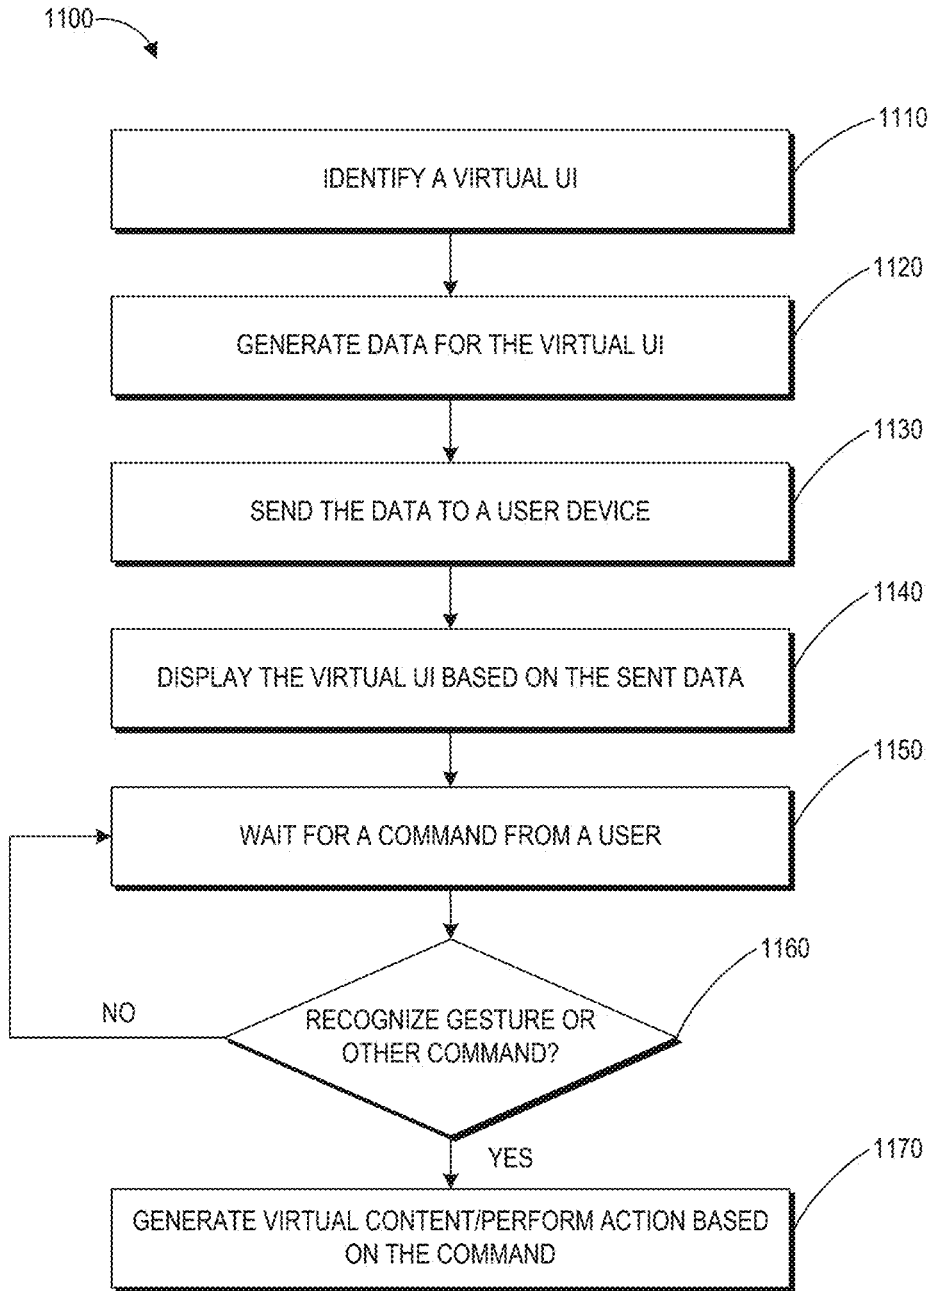 1100
1110
IDENTIFY A VIRTUAL UI
1120
GENERATE DATA FOR THE VIRTUAL UI
1130
SEND THE DATA TO A USER DEVICE
1140
DISPLAY THE VIRTUAL UI BASED ON THE SENT DATA
1150
WAIT FOR A COMMAND FROM A USER
1160
NO
RECOGNIZE GESTURE OR
OTHER COMMAND?
YES
1170
GENERATE VIRTUAL CONTENT/PERFORM ACTION BASED
ON THE COMMAND